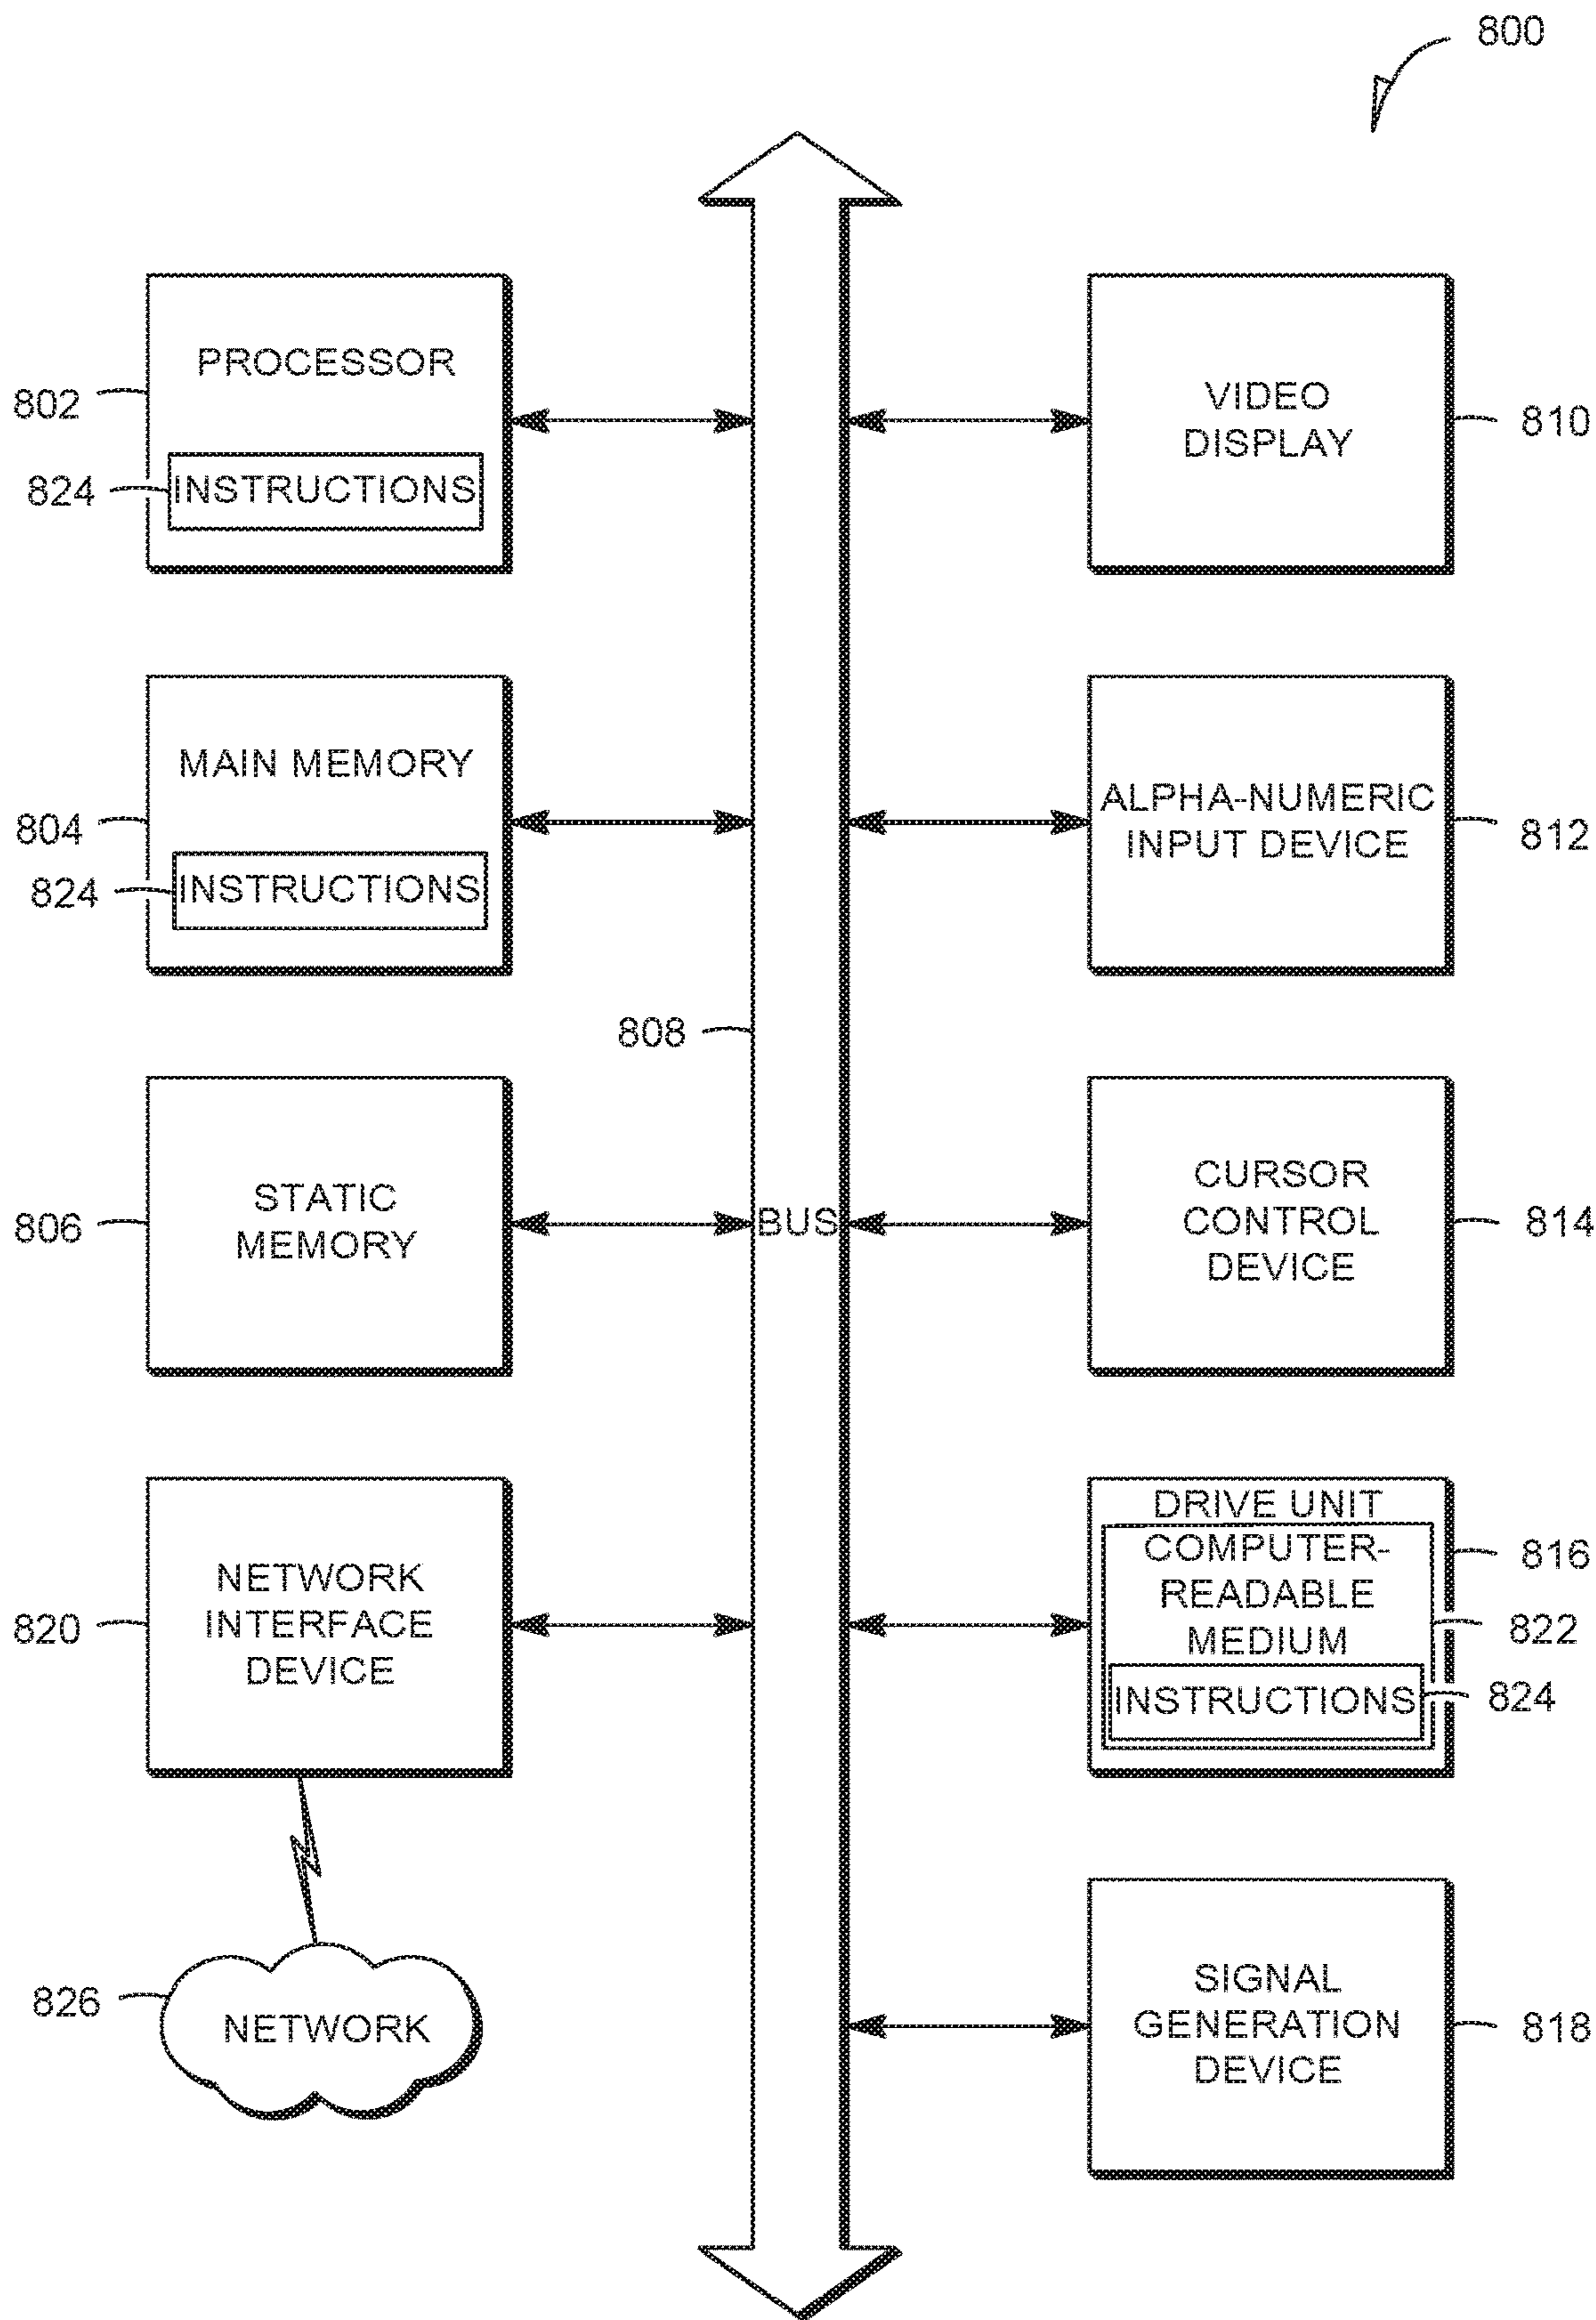 800
PROCESSOR
802
824
INSTRUCTIONS
VIDEO
DISPLAY
810
MAIN MEMORY
804
824
INSTRUCTIONS
ALPHA-NUMERIC
INPUT DEVICE
812
808
STATIC
MEMORY
806
BUS
CURSOR
CONTROL
DEVICE
814
NETWORK
INTERFACE
DEVICE
820
DRIVE UNIT
COMPUTER-
READABLE
MEDIUM
INSTRUCTIONS
816
822
824
826
NETWORK
SIGNAL
GENERATION
DEVICE
818